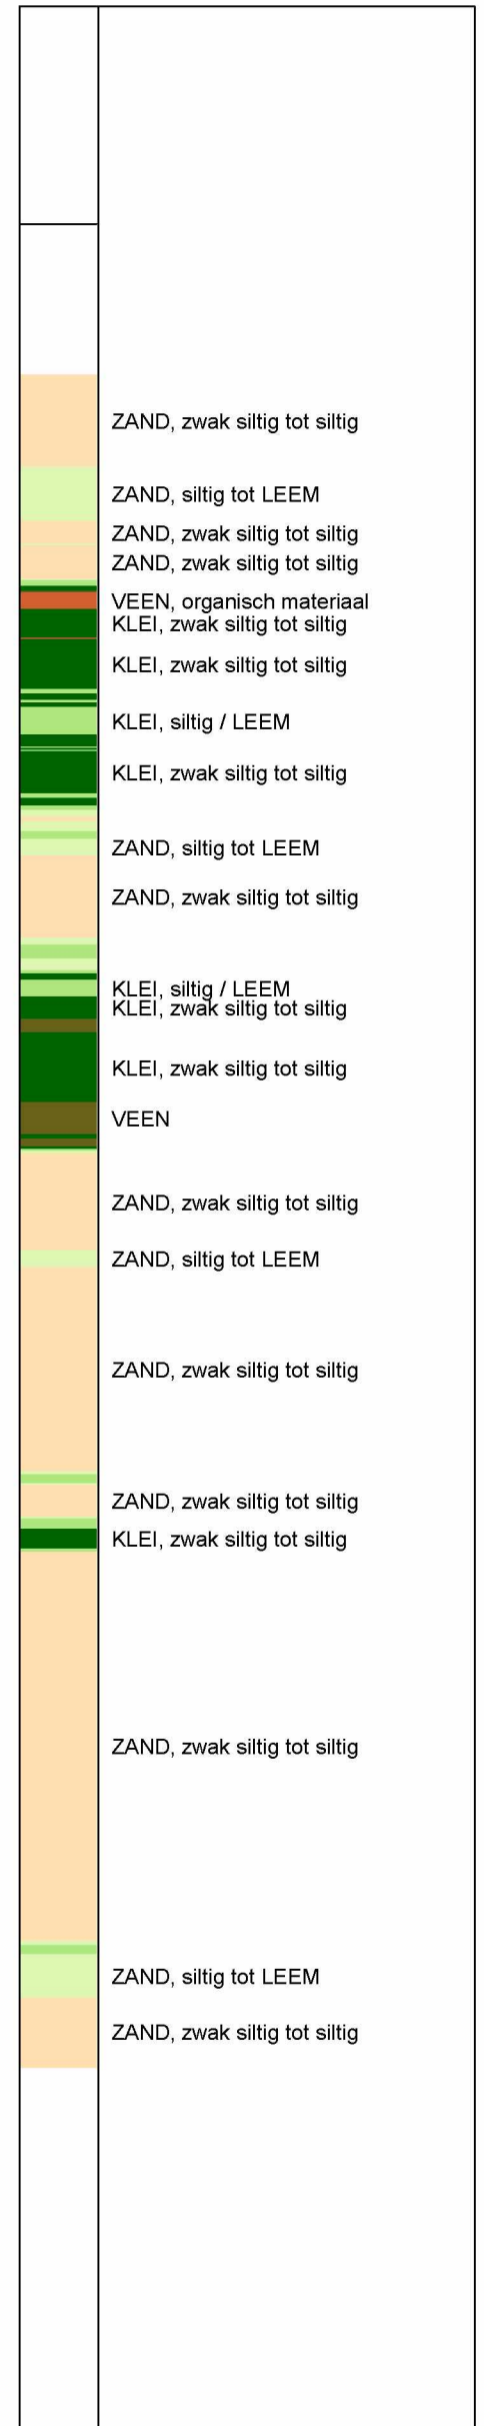 ZAND, zwak siltig tot siltig
ZAND, siltig tot LEEM
ZAND, zwak siltig tot siltig
ZAND, zwak siltig tot siltig
VEEN, organisch materiaal
KLEI, zwak siltig tot siltig
KLEI, zwak siltig tot siltig
KLEI, siltig / LEEM
KLEI, zwak siltig tot siltig
ZAND, siltig tot LEEM
ZAND, zwak siltig tot siltig
KLEI, siltig / LEEM
KLEI, zwak siltig tot siltig
KLEI, zwak siltig tot siltig
VEEN
ZAND, zwak siltig tot siltig
ZAND, siltig tot LEEM
ZAND, zwak siltig tot siltig
ZAND, zwak siltig tot siltig
KLEI, zwak siltig tot siltig
ZAND, zwak siltig tot siltig
ZAND, siltig tot LEEM
ZAND, zwak siltig tot siltig